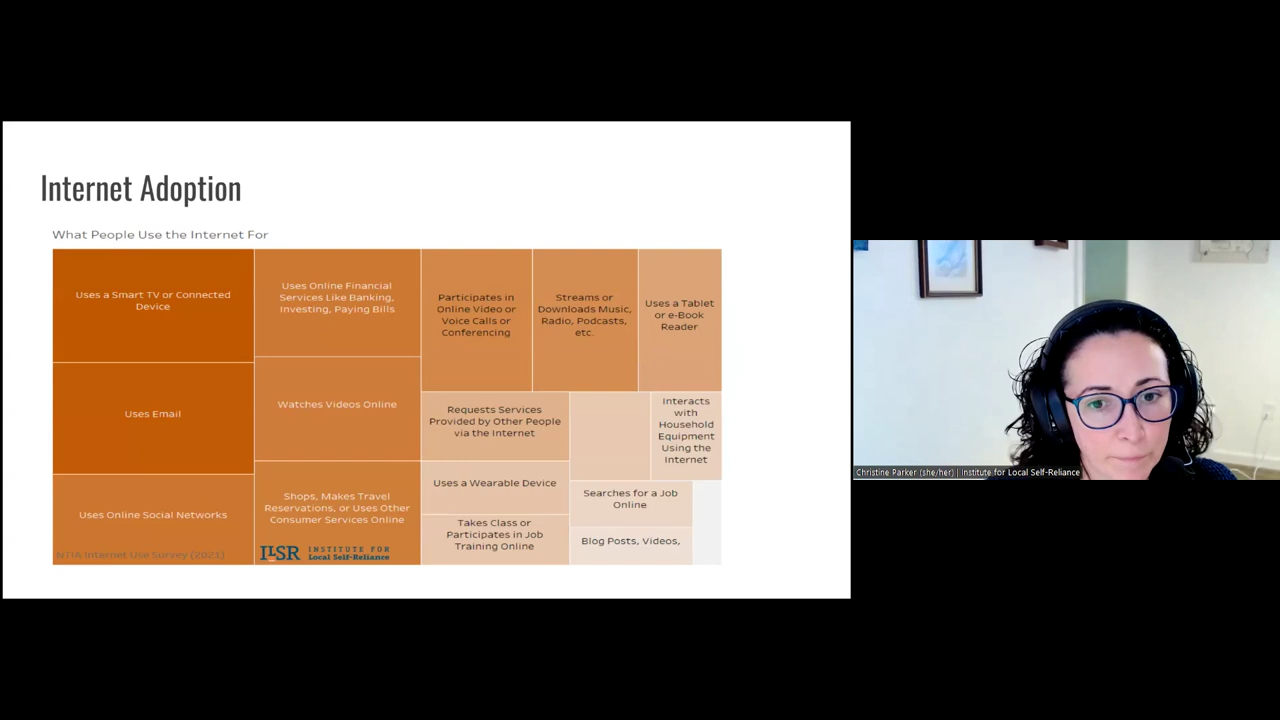 Internet Adoption
What People Use the Internet For
Uses a Smart TV or Connected
Device
Uses Email
Uses Online Social Networks
NTIA Internet Use Survey (2021)
Uses Online Financial
Services Like Banking,
Investing, Paying Bills
Watches Videos Online
Shops, Makes Travel
Reservations, or Uses Other
Consumer Services Online
ILSR INSTITUTE FOR
Local Self-Reliance
Participates in
Online Video or
Voice Calls or
Conferencing
Streams or
Downloads Music,
Radio, Podcasts,
etc.
Uses a Tablet
or e-Book
Reader
Requests Services
Provided by Other People
via the Internet
Uses a Wearable Device
Takes Class or
Participates in Job
Training Online
Interacts
with
Household
Equipment
Using the
Internet
Searches for a Job
Online
Blog Posts, Videos,
Christine Parker (she/her) | Institute for Local Self-Reliance